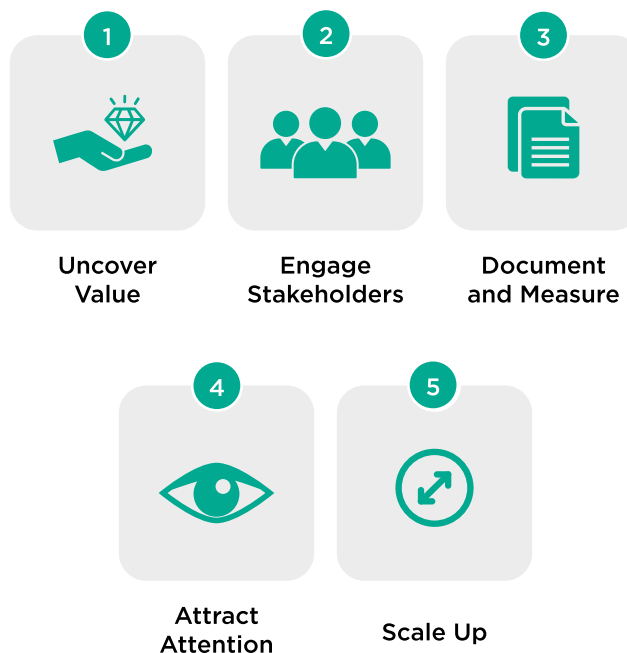 1
2
3
Uncover
Value
Engage
Stakeholders
Document
and Measure
4
5
Attract
Attention
Scale Up